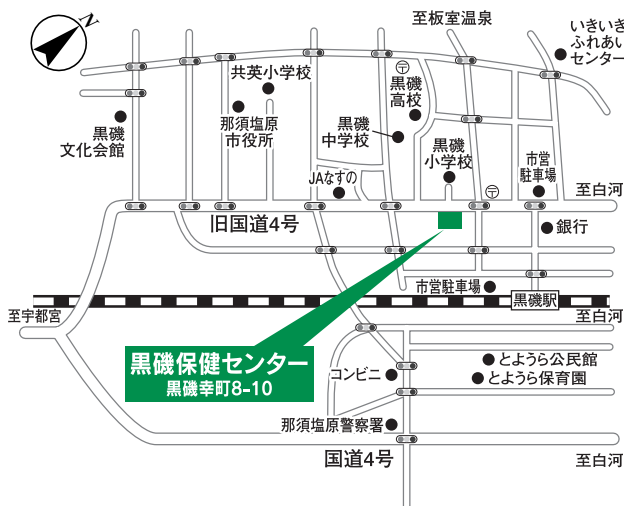 N
至板室温泉
いきいき
ふれあい
センター
共英小学校
〒
黒磯
高校
那須塩原
市役所
黒磯
中学校
黒磯
文化会館
黒磯
小学校
市営
駐車場
JAなすの
〒
至白河
旧国道4号
銀行
市営駐車場
黒磯駅
至宇都宮
至白河
黒磯保健センター
黒磯幸町8-10
コンビニ
とようら公民館
とようら保育園
那須塩原警察署
国道4号
至白河